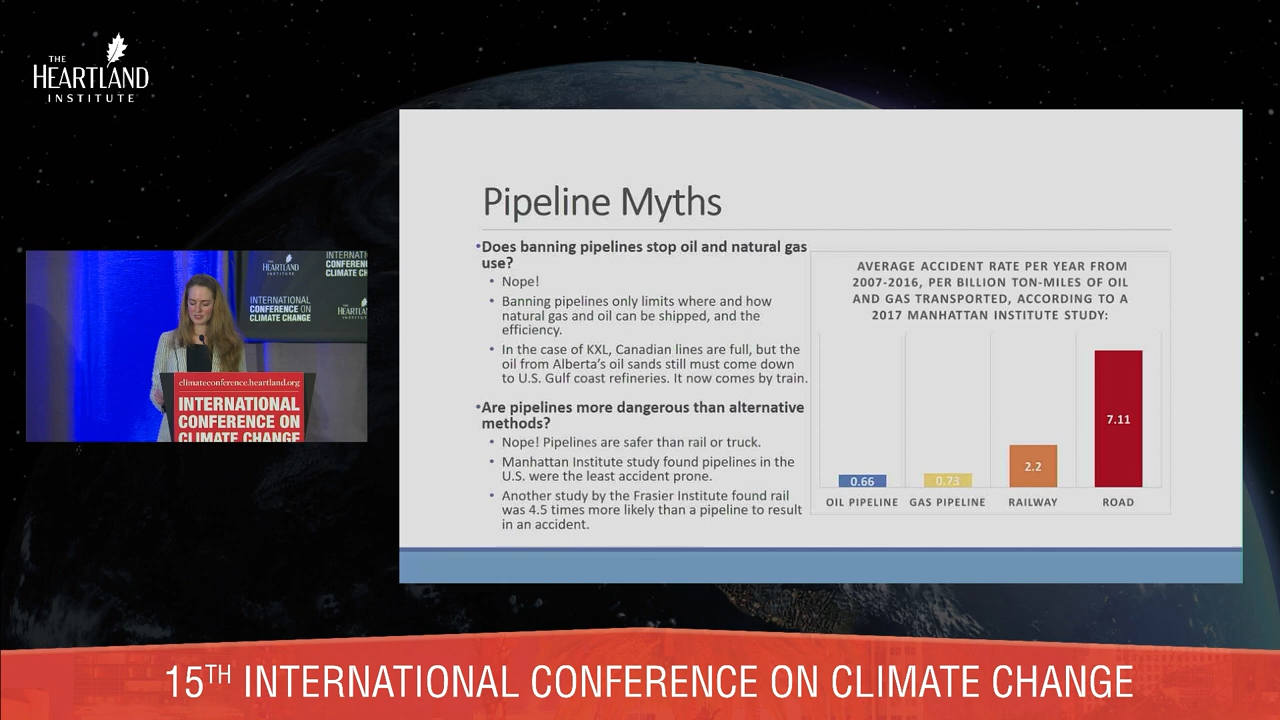 THE
HEARTLAND
INSTITUTE
Pipeline Myths
•Does banning pipelines stop oil and natural gas
use?
• Nope!
• Banning pipelines only limits where and how
natural gas and oil can be shipped, and the
efficiency.
• In the case of KXL, Canadian lines are full, but the
oil from Alberta's oil sands still must come down
to U.S. Gulf coast refineries. It now comes by train.
•Are pipelines more dangerous than alternative
methods?
• Nope! Pipelines are safer than rail or truck.
• Manhattan Institute study found pipelines in the
U.S. were the least accident prone.
• Another study by the Frasier Institute found rail
was 4.5 times more likely than a pipeline to result
in an accident.
AVERAGE ACCIDENT RATE PER YEAR FROM
2007-2016, PER BILLION TON-MILES OF OIL
AND GAS TRANSPORTED, ACCORDING TO A
2017 MANHATTAN INSTITUTE STUDY:
0.66
0.73
2.2
7.11
OIL PIPELINE
GAS PIPELINE
RAILWAY
ROAD
HEARTLAND
INSTITUTE
INTERNATIONAL
CONFERENCE ON
CLIMATE CHANGE
INTERNATI
CONFERENC
CLIMATE CH
HEARTLA
climateconference.heartland.org
INTERNATIONAL
CONFERENCE ON
CLIMATE CHANGE
15TH INTERNATIONAL CONFERENCE ON CLIMATE CHANGE